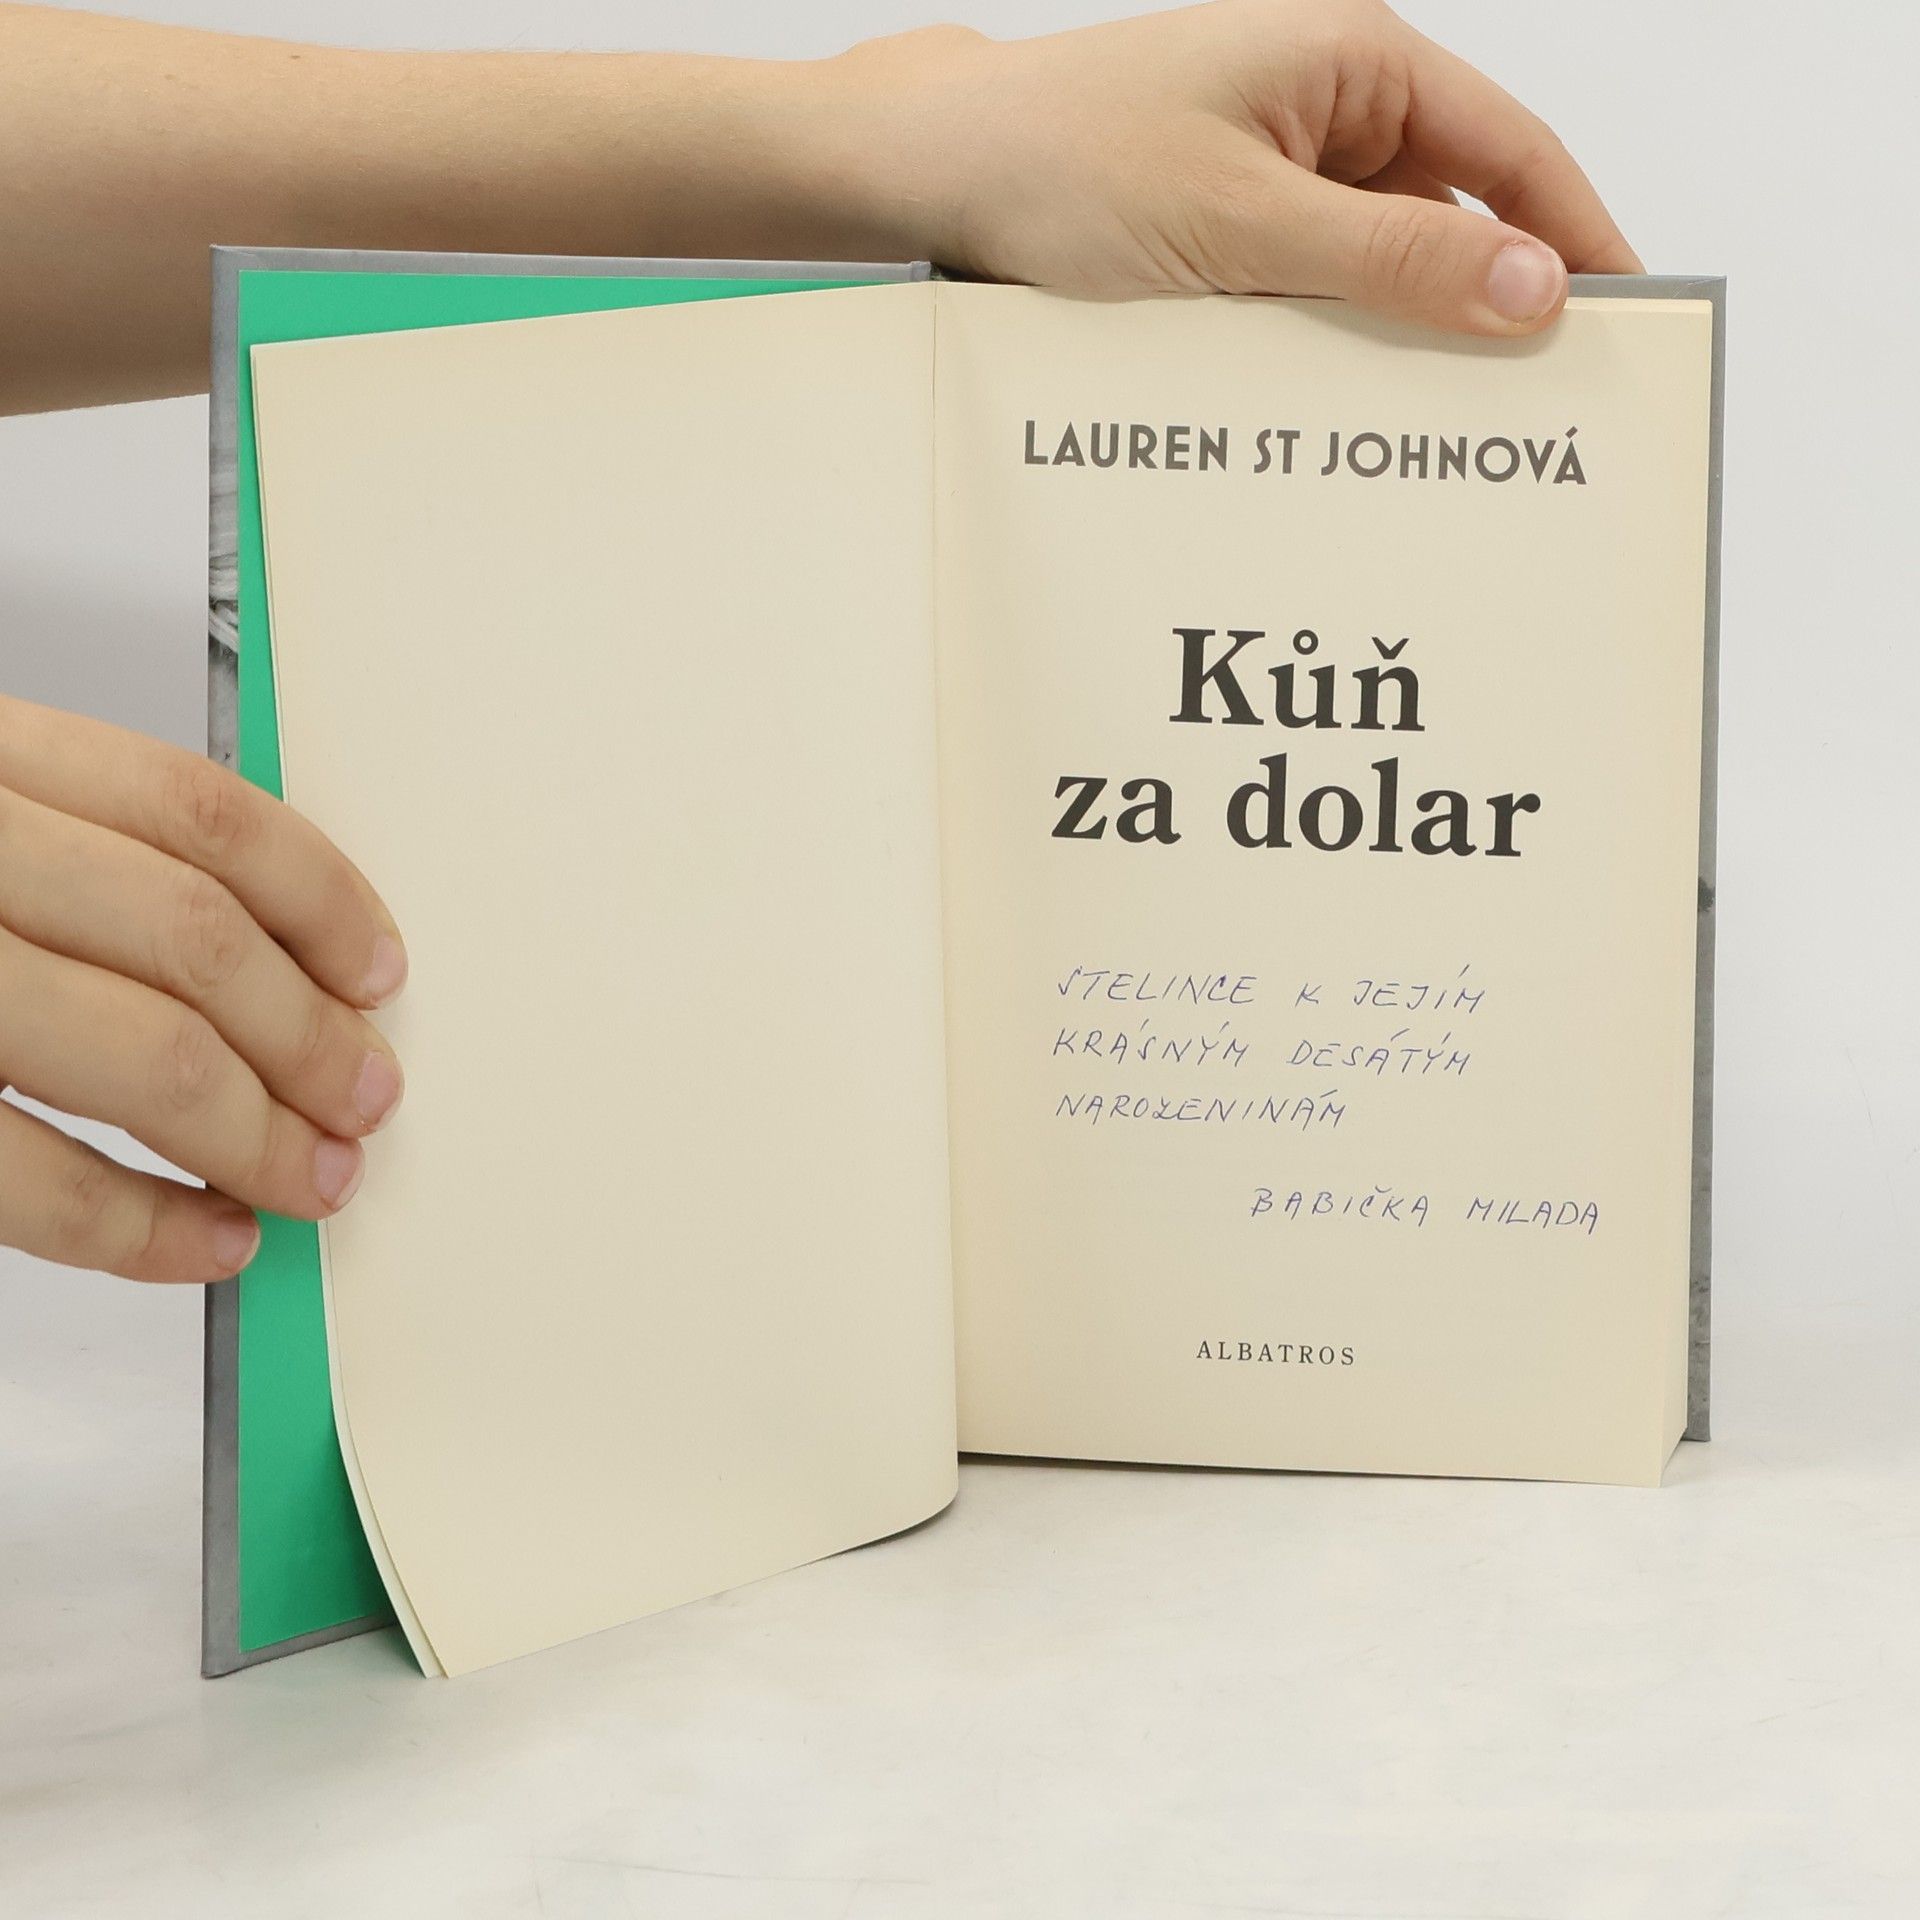 LAUREN ST JOHNOVÁ
Kůň
za dolar
STELINCE K JEJÍM
KRÁSNÝM DESÁTÝM
NAROZENINÁM
BABIČKA MILADA
ALBATROS